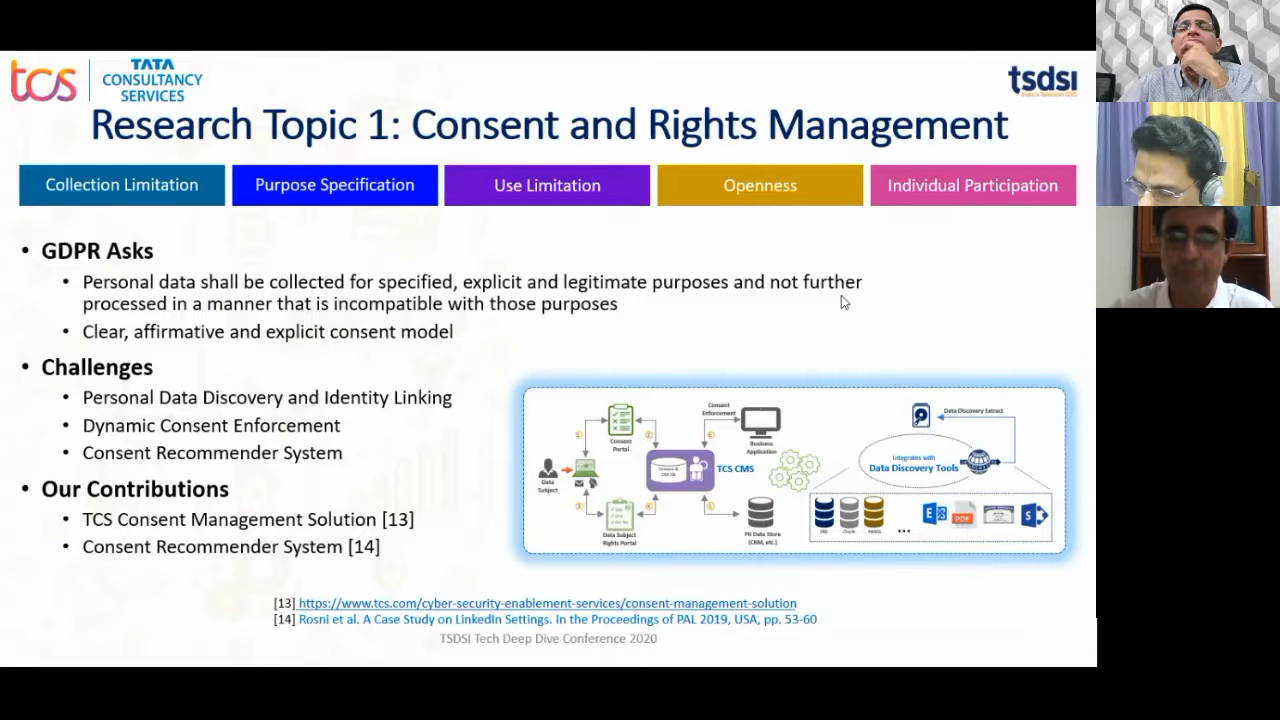 tcs
TATA
CONSULTANCY
SERVICES
tsdsi
Research Topic 1: Consent and Rights Management
Collection Limitation
Purpose Specification
Use Limitation
Openness
Individual Participation
• GDPR Asks
• Personal data shall be collected for specified, explicit and legitimate purposes and not further
processed in a manner that is incompatible with those purposes
• Clear, affirmative and explicit consent model
• Challenges
• Personal Data Discovery and Identity Linking
• Dynamic Consent Enforcement
• Consent Recommender System
• Our Contributions
• TCS Consent Management Solution [13]
• Consent Recommender System [14]
Data
Subject
Consent
Portal
Data Subject
Rights Portal
TCS CMS
Consent
Enforcement
Business
Application
PII Data Store
(CRM, etc.)
Data Discovery Extract
Integrates with
Data Discovery Tools
Oracle
PDF
...
[13] https://www.tcs.com/cyber-security-enablement-services/consent-management-solution
[14] Rosni et al. A Case Study on LinkedIn Settings. In the Proceedings of PAL 2019, USA, pp. 53-60
TSDSI Tech Deep Dive Conference 2020